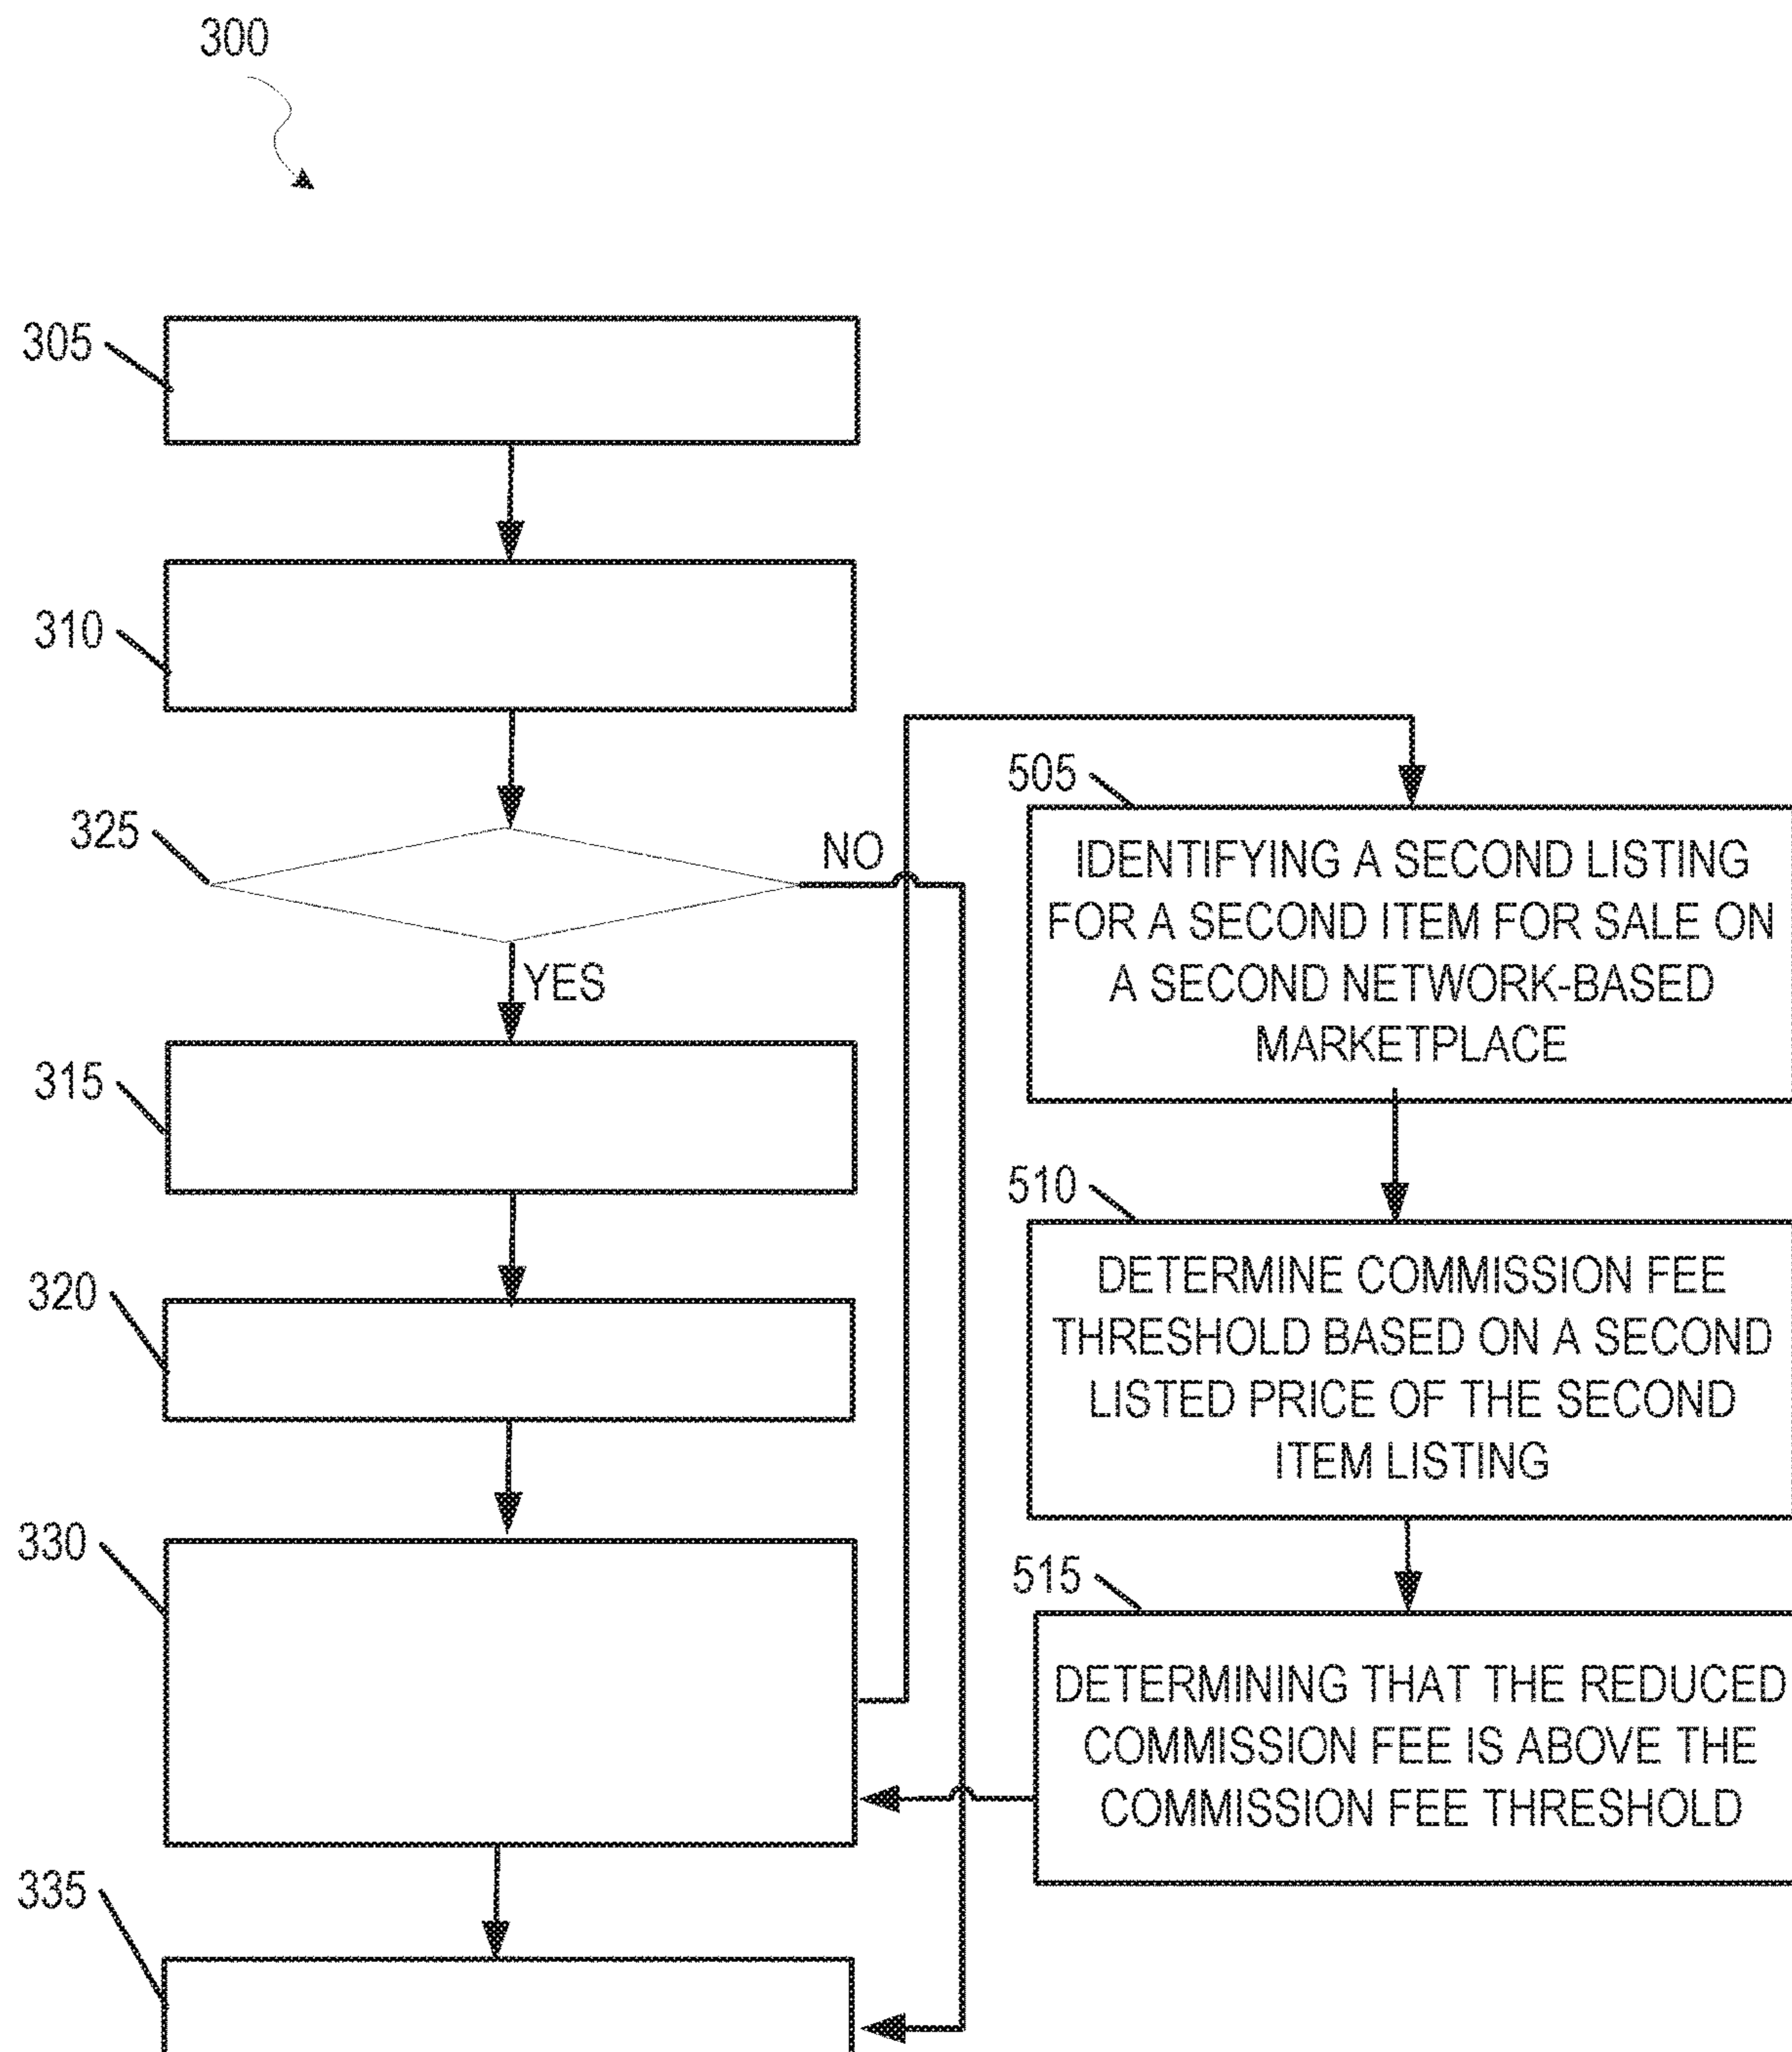 300
305
310
325
NO
YES
315
320
330
335
505
IDENTIFYING A SECOND LISTING
FOR A SECOND ITEM FOR SALE ON
A SECOND NETWORK-BASED
MARKETPLACE
510
DETERMINE COMMISSION FEE
THRESHOLD BASED ON A SECOND
LISTED PRICE OF THE SECOND
ITEM LISTING
515
DETERMINING THAT THE REDUCED
COMMISSION FEE IS ABOVE THE
COMMISSION FEE THRESHOLD